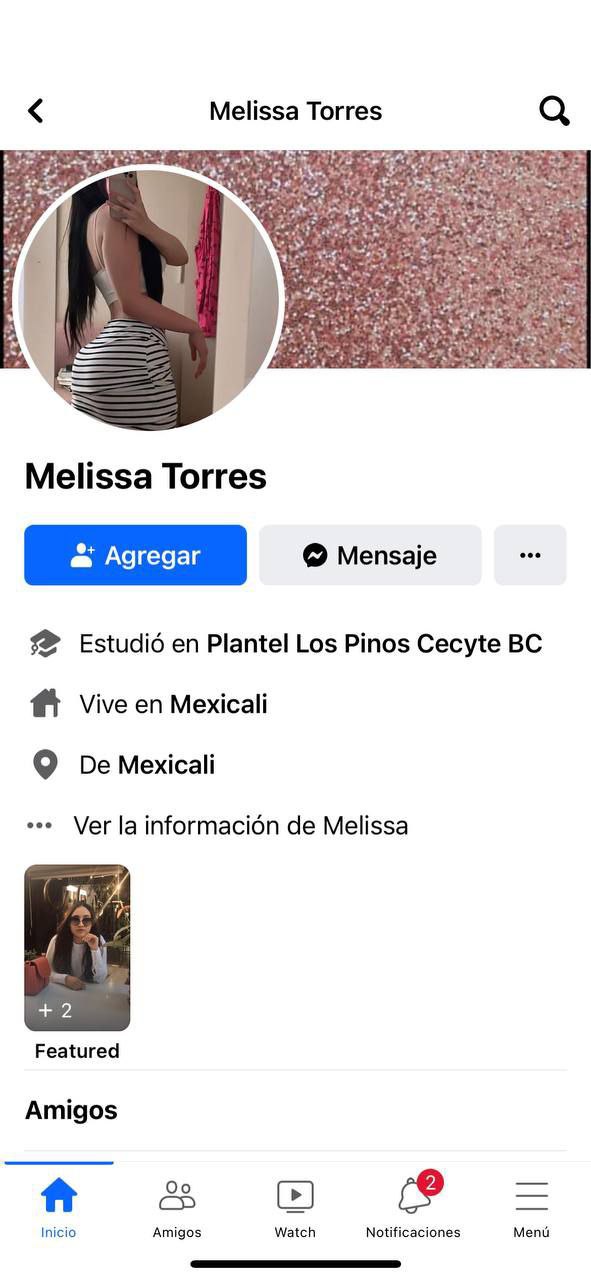 Melissa Torres
Melissa Torres
Agregar
Mensaje
Estudió en Plantel Los Pinos Cecyte BC
Vive en Mexicali
De Mexicali
Ver la información de Melissa
+ 2
Featured
Amigos
2
Inicio
Amigos
Watch
Notificaciones
Menú